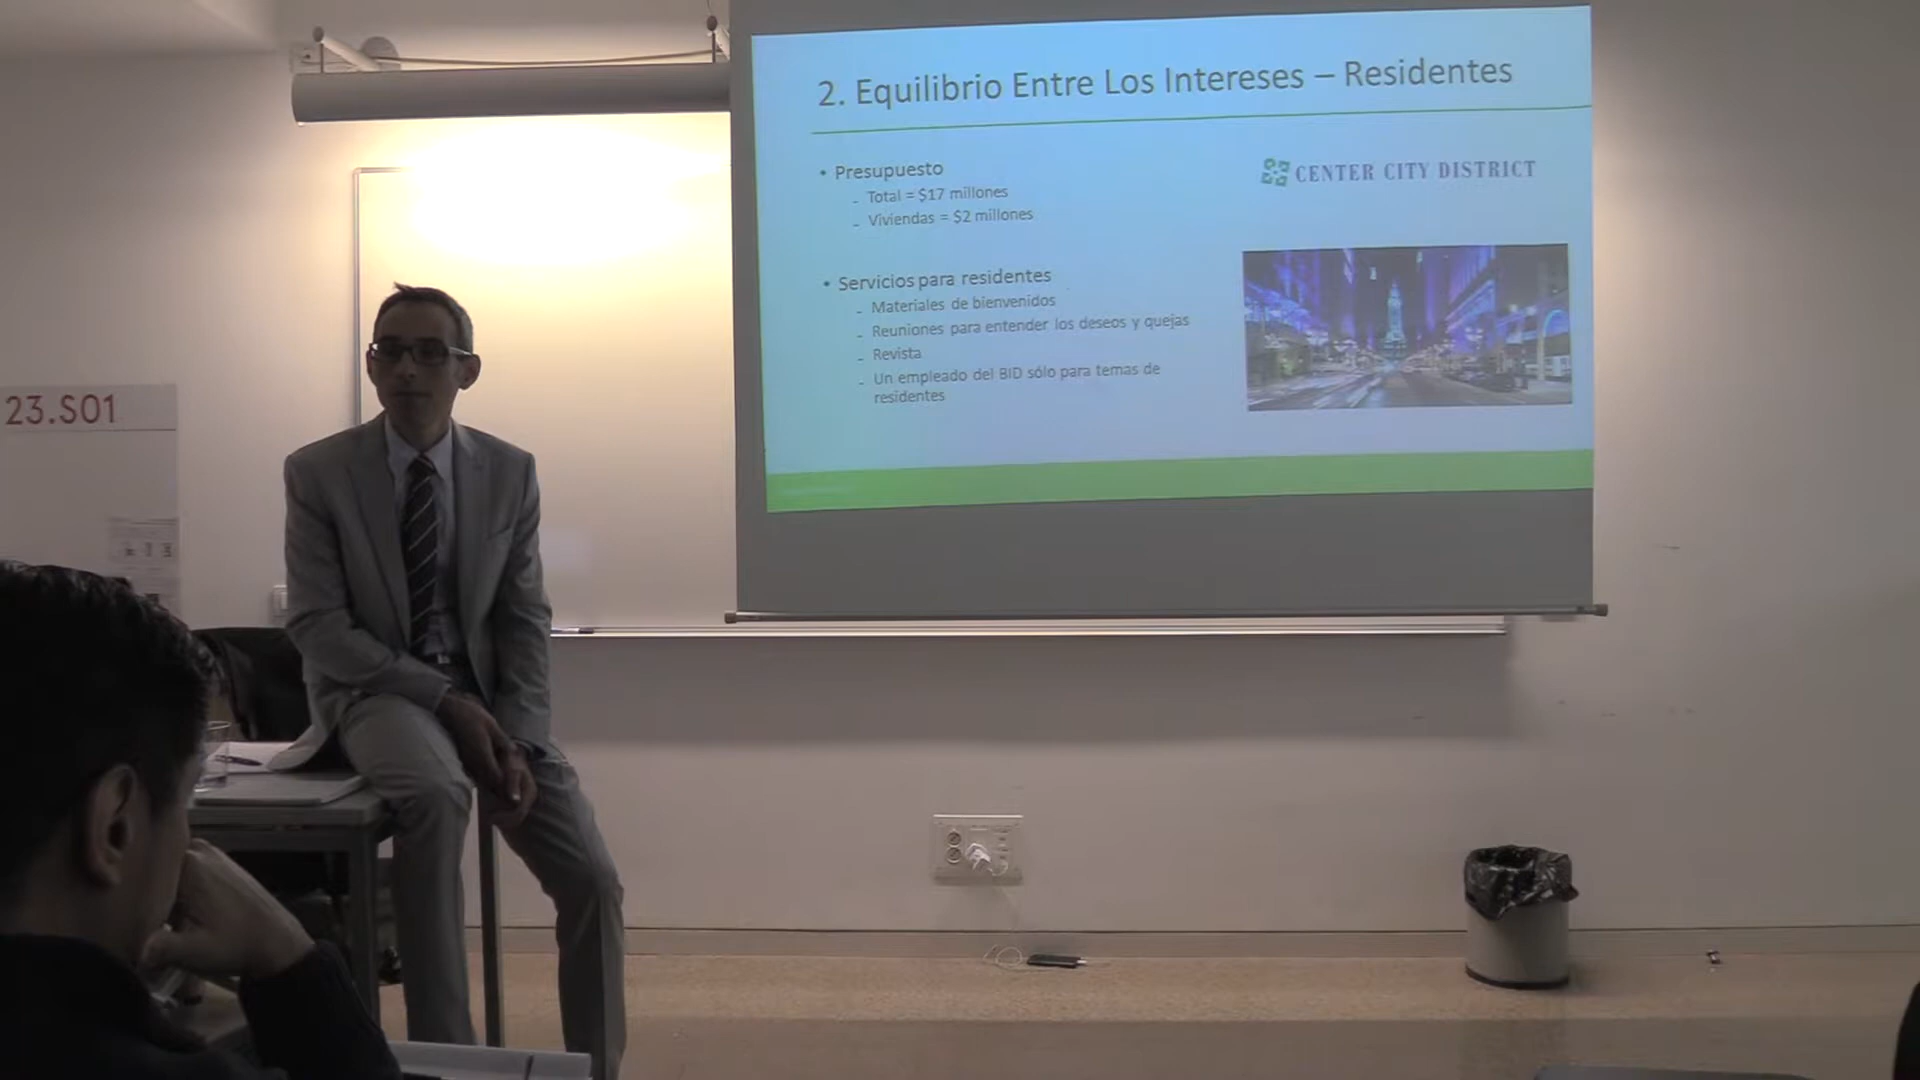 2. Equilibrio Entre Los Intereses – Residentes
• Presupuesto
- Total = $17 millones
- Viviendas = $2 millones
• Servicios para residentes
- Materiales de bienvenidos
- Reuniones para entender los deseos y quejas
- Revista
- Un empleado del BID sólo para temas de
residentes
CENTER CITY DISTRICT
23.S01